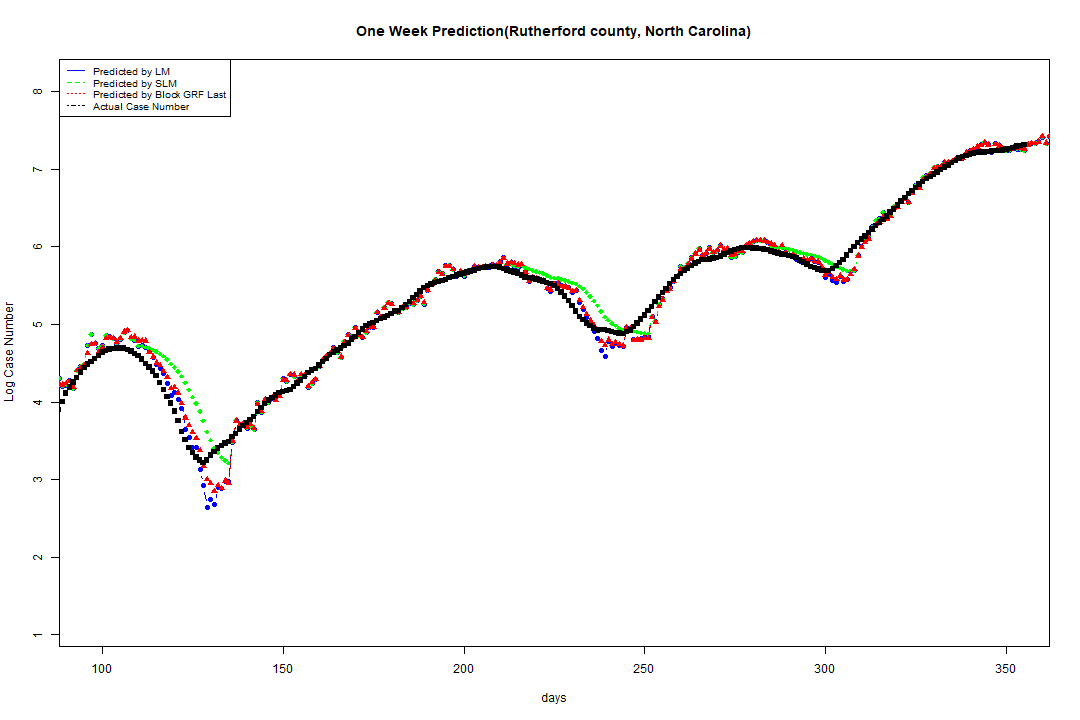 One Week Prediction(Rutherford county, North Carolina)
Predicted by LM
Predicted by SLM
Predicted by Block GRF Last
Actual Case Number
8
7
6
5
4
3
2
1
Log Case Number
100 150 200 250 300 350
days